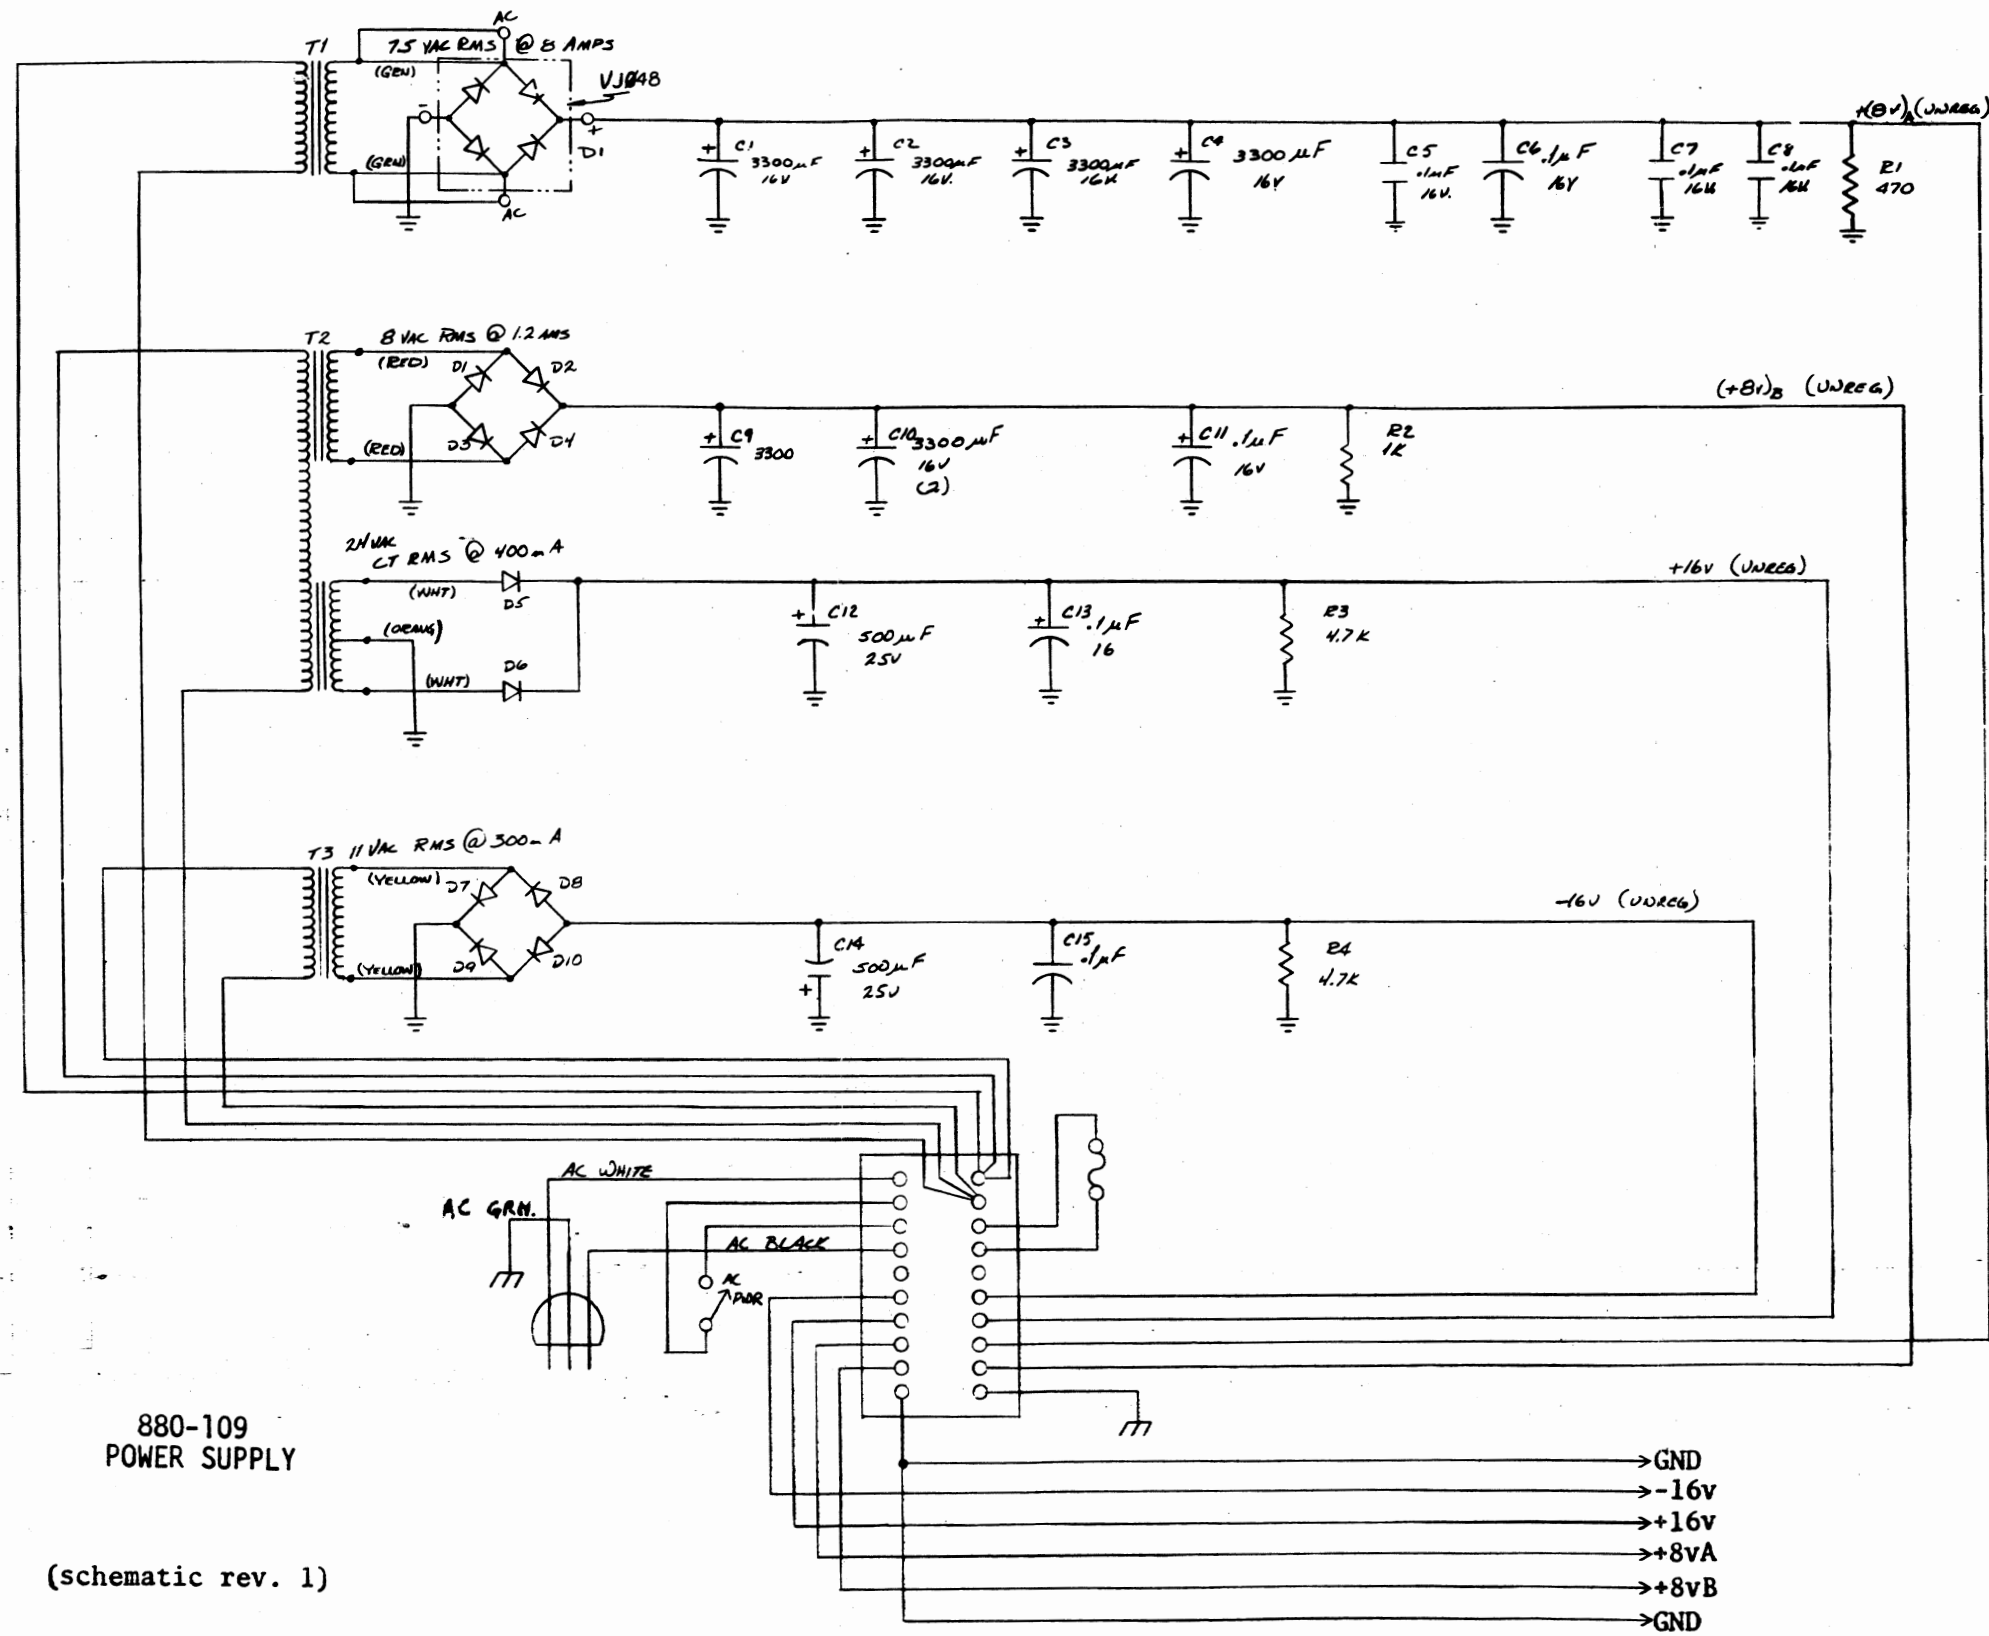 AC
T1
7.5 VAC RMS @ 8 AMPS
(GRN)
VJØ48
-
+
D1
(GRN)
AC
+(8V)A (UNREG)
+ C1
3300µF
16V
+ C2
3300µF
16V.
+ C3
3300µF
16V
+ C4
3300µF
16V
C5
.1µF
16V.
C6 .1µF
16V
C7
.1µF
16V
C8
.1µF
16V
R1
470
T2
8 VAC RMS @ 1.2 AMPS
(RED)
D1
D2
D3
D4
(RED)
(+8V)B (UNREG)
+ C9
3300
+ C10 3300µF
16V
(2)
+ C11 .1µF
16V
R2
1K
24 VAC
CT RMS @ 400mA
(WHT)
D5
(ORANG)
D6
(WHT)
+16V (UNREG)
+ C12
500µF
25V
+ C13
.1µF
16
R3
4.7K
T3 11 VAC RMS @ 300mA
(YELLOW)
D7
D8
D9
D10
(YELLOW)
-16V (UNREG)
C14
500µF
25V
+
C15
.1µF
R4
4.7K
AC WHITE
AC GRN.
AC BLACK
AC
PWR
880-109
POWER SUPPLY
(schematic rev. 1)
GND
-16v
+16v
+8vA
+8vB
GND